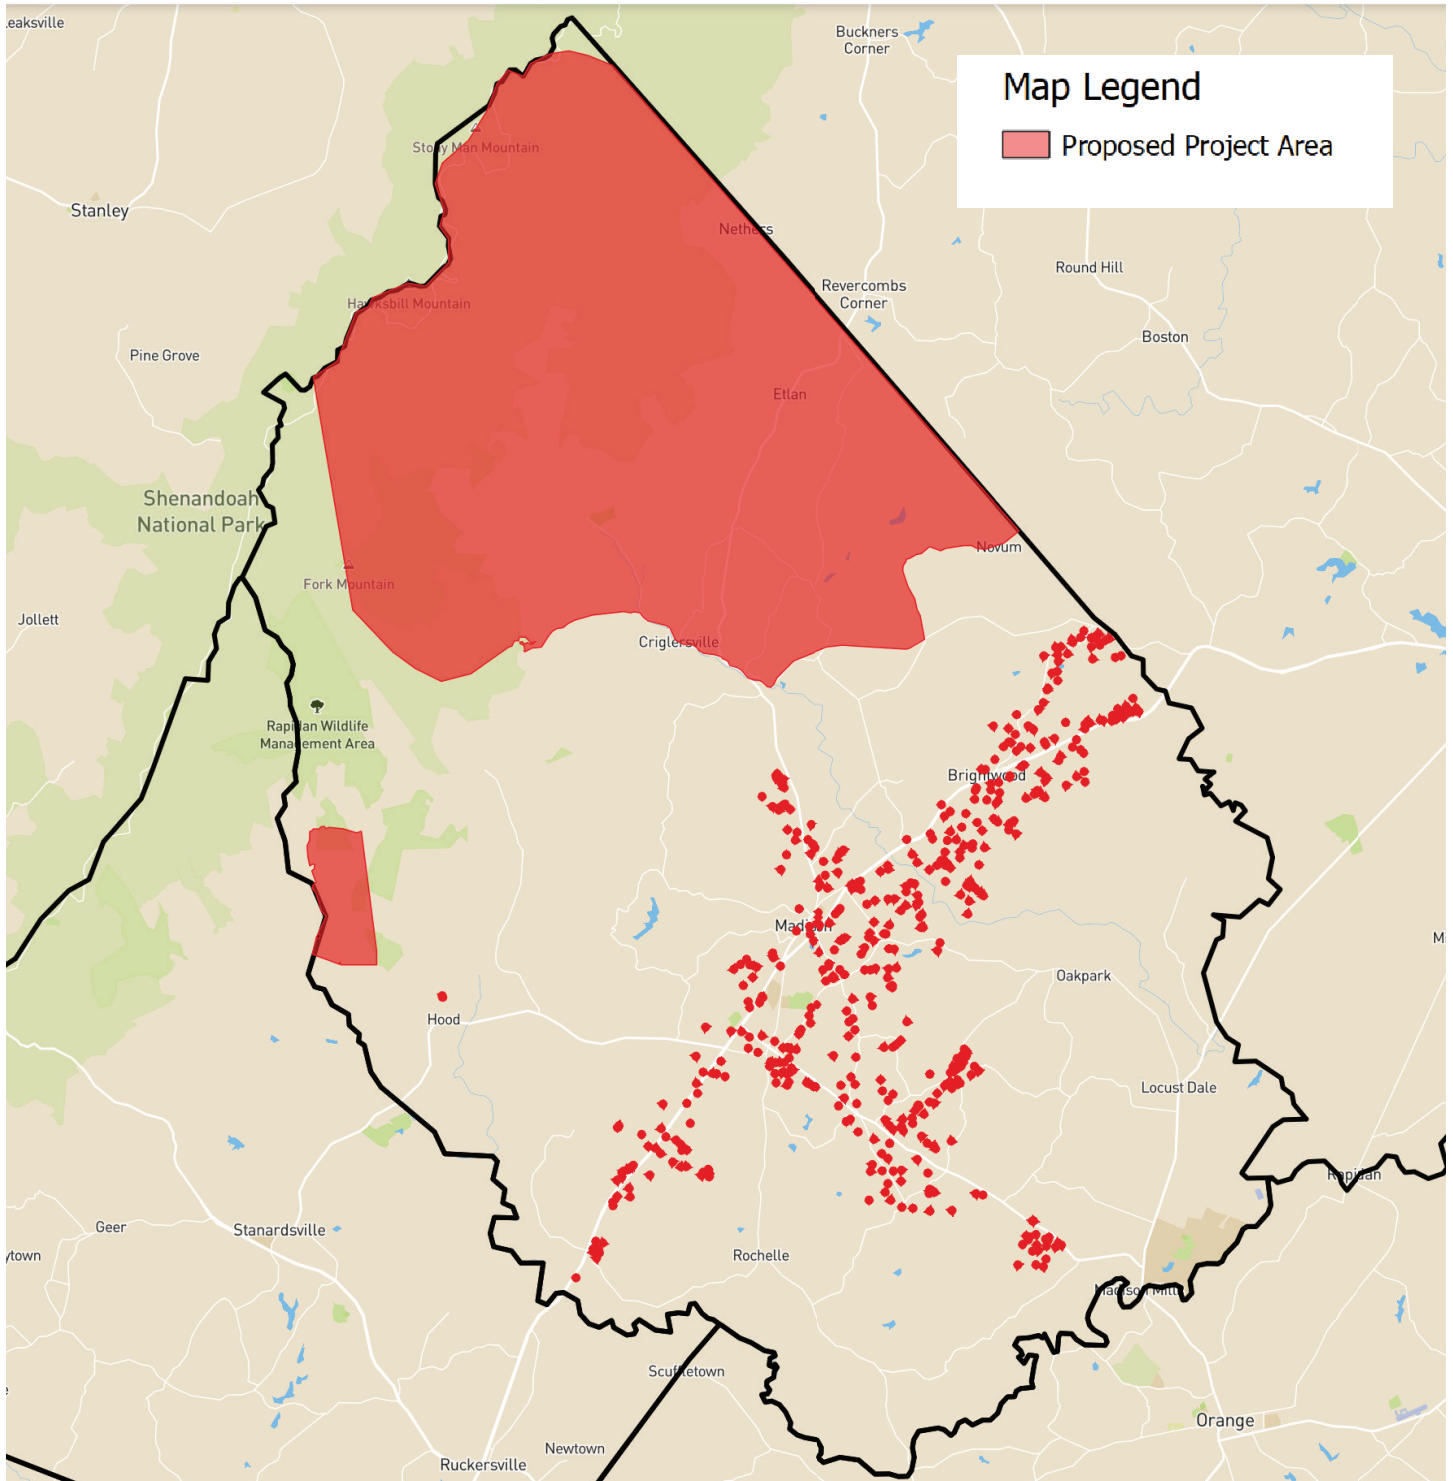 Leaksville
Buckners
Corner
Map Legend
Proposed Project Area
Stony Man Mountain
Stanley
Nethers
Round Hill
Revercombs
Corner
Hawksbill Mountain
Boston
Pine Grove
Etlan
Shenandoah
National Park
Novum
Fork Mountain
Jollett
Criglersville
Rapidan Wildlife
Management Area
Brightwood
Madison
Oakpark
Hood
Locust Dale
Rapidan
Geer
Stanardsville
ytown
Rochelle
Madison Mills
Scuffletown
Orange
Newtown
Ruckersville